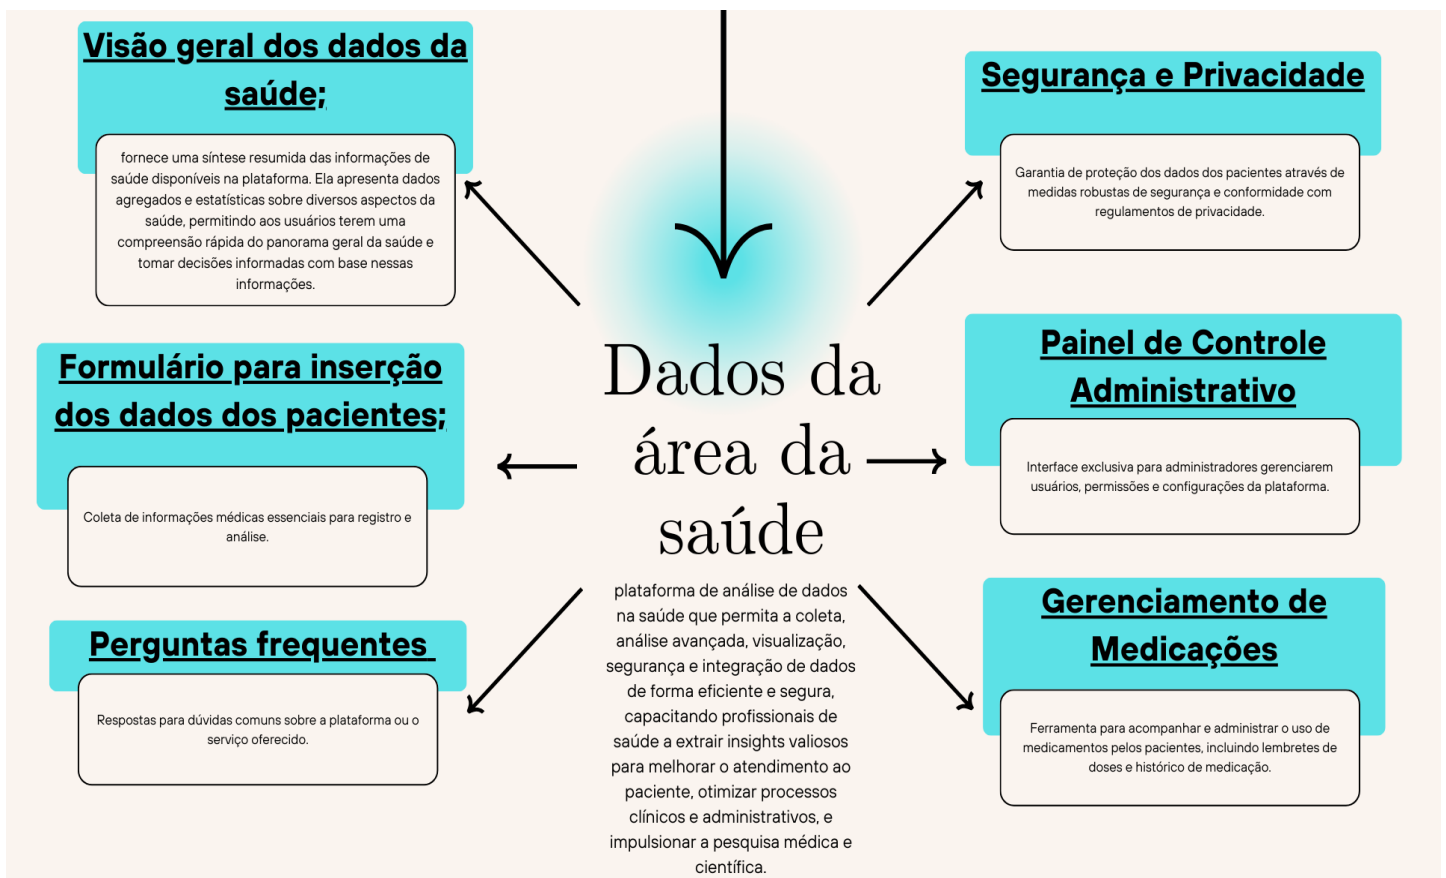 Visão geral dos dados da
saúde;
fornece uma síntese resumida das informações de
saúde disponíveis na plataforma. Ela apresenta dados
agregados e estatísticas sobre diversos aspectos da
saúde, permitindo aos usuários terem uma
compreensão rápida do panorama geral da saúde e
tomar decisões informadas com base nessas
informações.
Formulário para inserção
dos dados dos pacientes;
Coleta de informações médicas essenciais para registro e
análise.
Perguntas frequentes
Respostas para dúvidas comuns sobre a plataforma ou o
serviço oferecido.
Dados da
área da
saúde
plataforma de análise de dados
na saúde que permita a coleta,
análise avançada, visualização,
segurança e integração de dados
de forma eficiente e segura,
capacitando profissionais de
saúde a extrair insights valiosos
para melhorar o atendimento ao
paciente, otimizar processos
clínicos e administrativos, e
impulsionar a pesquisa médica e
científica.
Segurança e Privacidade
Garantia de proteção dos dados dos pacientes através de
medidas robustas de segurança e conformidade com
regulamentos de privacidade.
Painel de Controle
Administrativo
Interface exclusiva para administradores gerenciarem
usuários, permissões e configurações da plataforma.
Gerenciamento de
Medicações
Ferramenta para acompanhar e administrar o uso de
medicamentos pelos pacientes, incluindo lembretes de
doses e histórico de medicação.